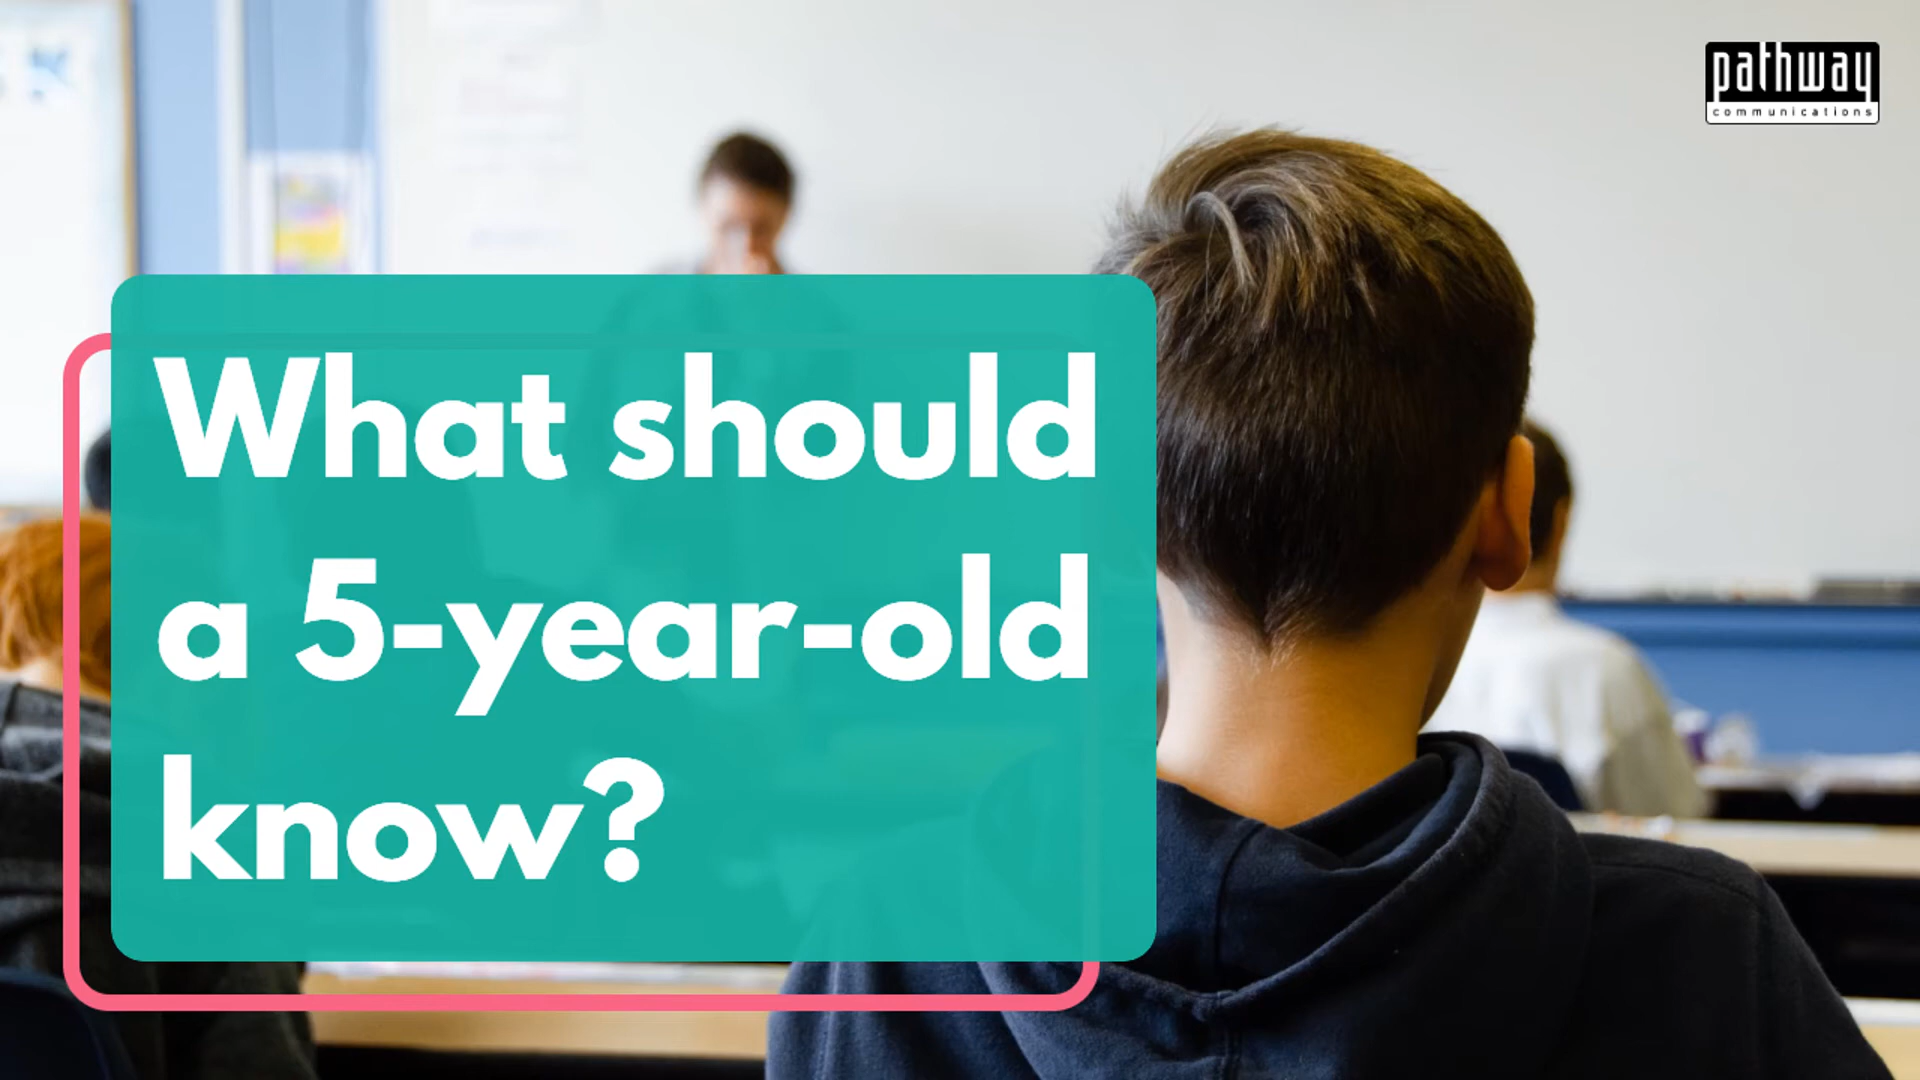 pathway
communications
What should
a 5-year-old
know?